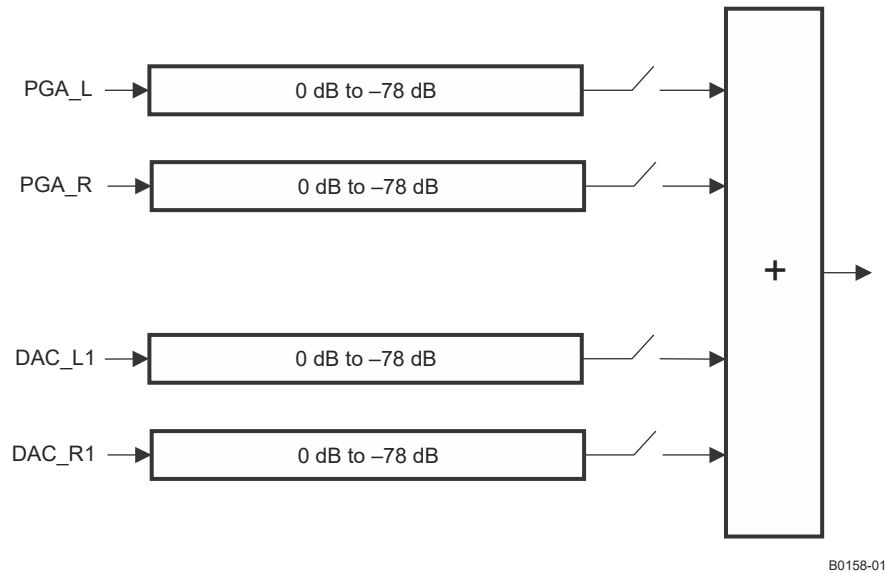 PGA_L
0 dB to –78 dB
PGA_R
0 dB to –78 dB
+
DAC_L1
0 dB to –78 dB
DAC_R1
0 dB to –78 dB
B0158-01